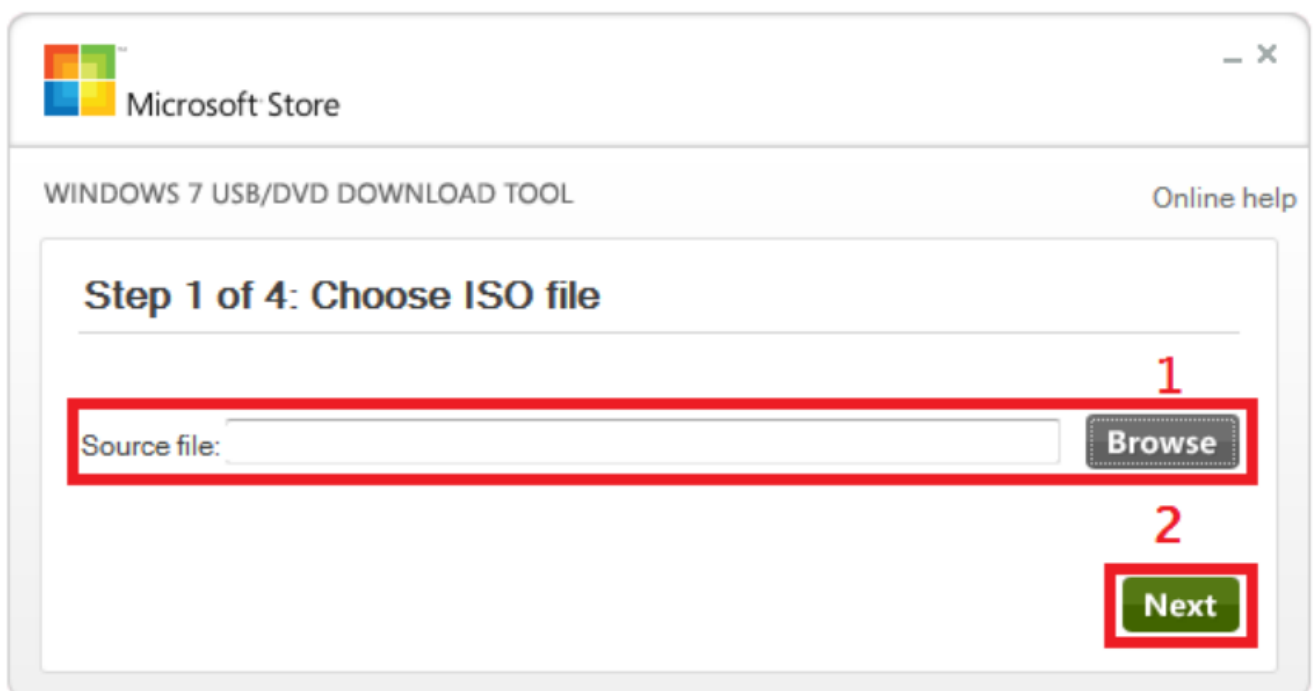 Microsoft Store
WINDOWS 7 USB/DVD DOWNLOAD TOOL
Online help
Step 1 of 4: Choose ISO file
1
Source file:
Browse
2
Next